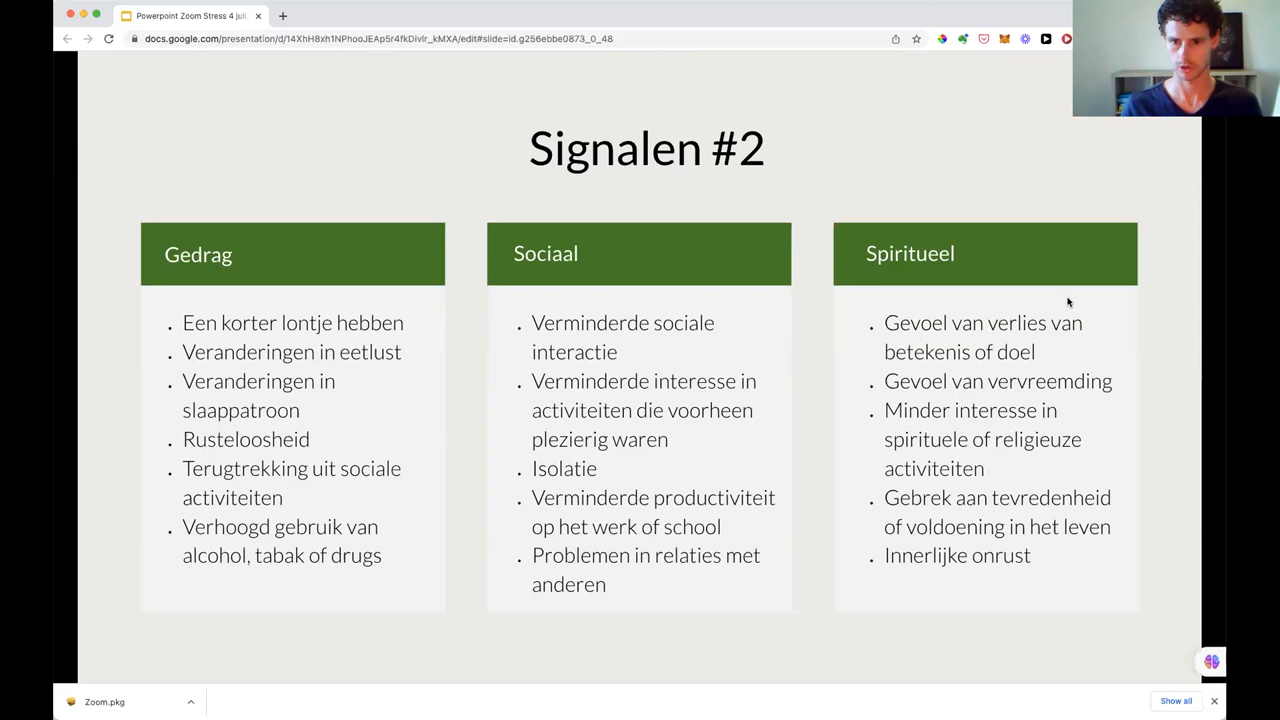 Powerpoint Zoom Stress 4 juli.
docs.google.com/presentation/d/14XhH8xh1NPhooJEAp5r4fkDivlr_kMXA/edit#slide=id.g256ebbe0873_0_48
Signalen #2
Gedrag
Een korter lontje hebben
Veranderingen in eetlust
Veranderingen in
slaappatroon
Rusteloosheid
Terugtrekking uit sociale
activiteiten
Verhoogd gebruik van
alcohol, tabak of drugs
Sociaal
Verminderde sociale
interactie
Verminderde interesse in
activiteiten die voorheen
plezierig waren
Isolatie
Verminderde productiviteit
op het werk of school
Problemen in relaties met
anderen
Spiritueel
Gevoel van verlies van
betekenis of doel
Gevoel van vervreemding
Minder interesse in
spirituele of religieuze
activiteiten
Gebrek aan tevredenheid
of voldoening in het leven
Innerlijke onrust
Zoom.pkg
Show all